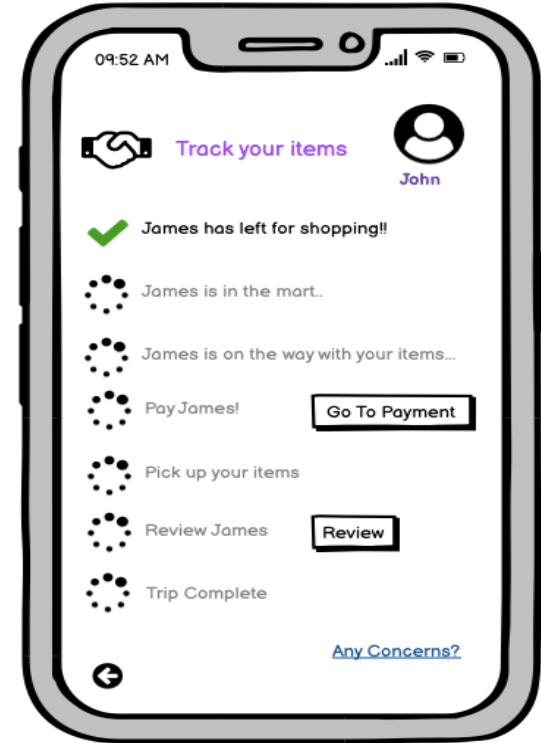 09:52 AM
Track your items
John
James has left for shopping!!
James is in the mart..
James is on the way with your items...
Pay James!
Go To Payment
Pick up your items
Review James
Review
Trip Complete
Any Concerns?